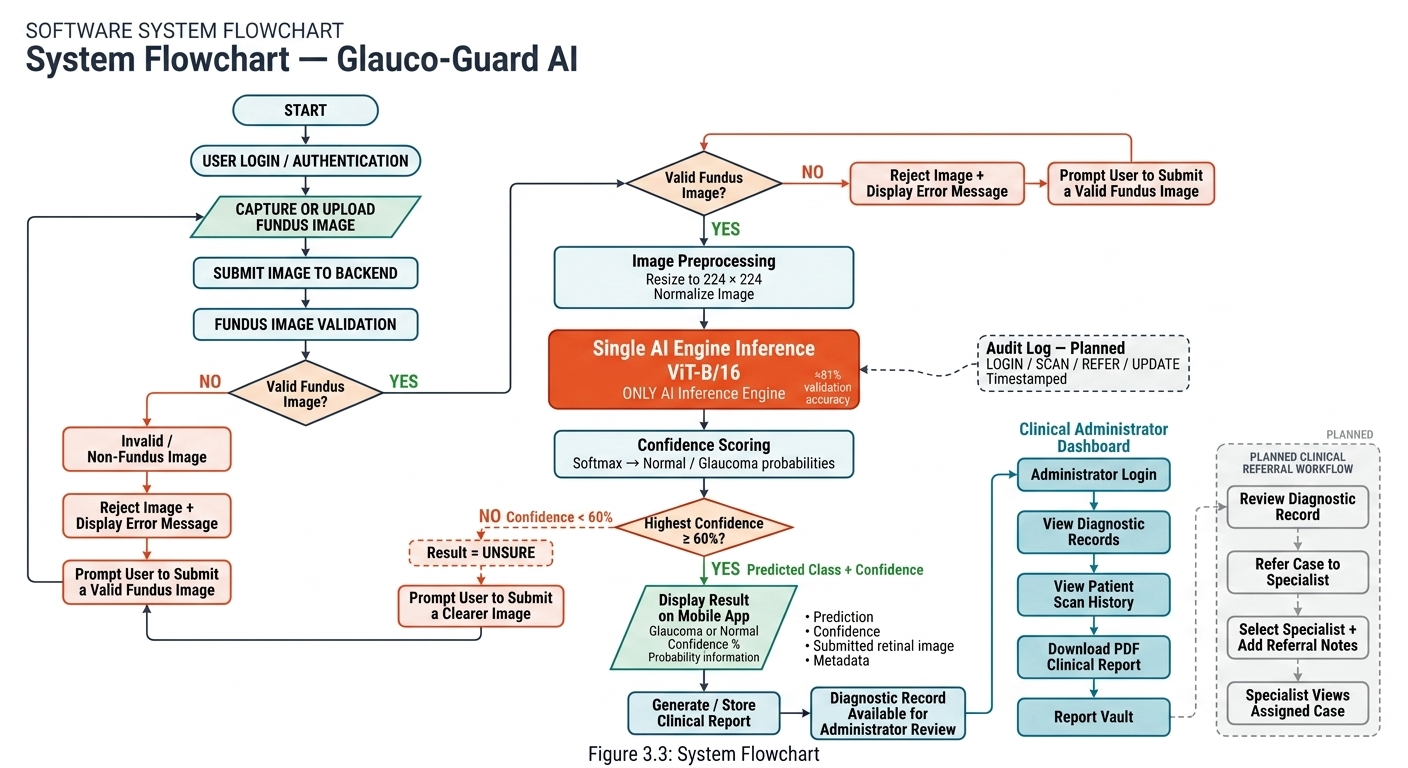 SOFTWARE SYSTEM FLOWCHART
System Flowchart — Glauco-Guard AI
START
USER LOGIN / AUTHENTICATION
CAPTURE OR UPLOAD
FUNDUS IMAGE
SUBMIT IMAGE TO BACKEND
FUNDUS IMAGE VALIDATION
Valid Fundus
Image?
NO
YES
Invalid /
Non-Fundus Image
Reject Image +
Display Error Message
Prompt User to Submit
a Valid Fundus Image
Valid Fundus
Image?
NO
Reject Image +
Display Error Message
Prompt User to Submit
a Valid Fundus Image
YES
Image Preprocessing
Resize to 224 × 224
Normalize Image
Single AI Engine Inference
ViT-B/16
ONLY AI Inference Engine
≈81%
validation
accuracy
Audit Log — Planned
LOGIN / SCAN / REFER / UPDATE
Timestamped
Confidence Scoring
Softmax → Normal / Glaucoma probabilities
Highest Confidence
≥ 60%?
NO Confidence < 60%
Result = UNSURE
Prompt User to Submit
a Clearer Image
YES Predicted Class + Confidence
Display Result
on Mobile App
Glaucoma or Normal
Confidence %
Probability information
• Prediction
• Confidence
• Submitted retinal image
• Metadata
Generate / Store
Clinical Report
Diagnostic Record
Available for
Administrator Review
Clinical Administrator
Dashboard
Administrator Login
View Diagnostic
Records
View Patient
Scan History
Download PDF
Clinical Report
Report Vault
PLANNED
PLANNED CLINICAL
REFERRAL WORKFLOW
Review Diagnostic
Record
Refer Case to
Specialist
Select Specialist +
Add Referral Notes
Specialist Views
Assigned Case
Figure 3.3: System Flowchart